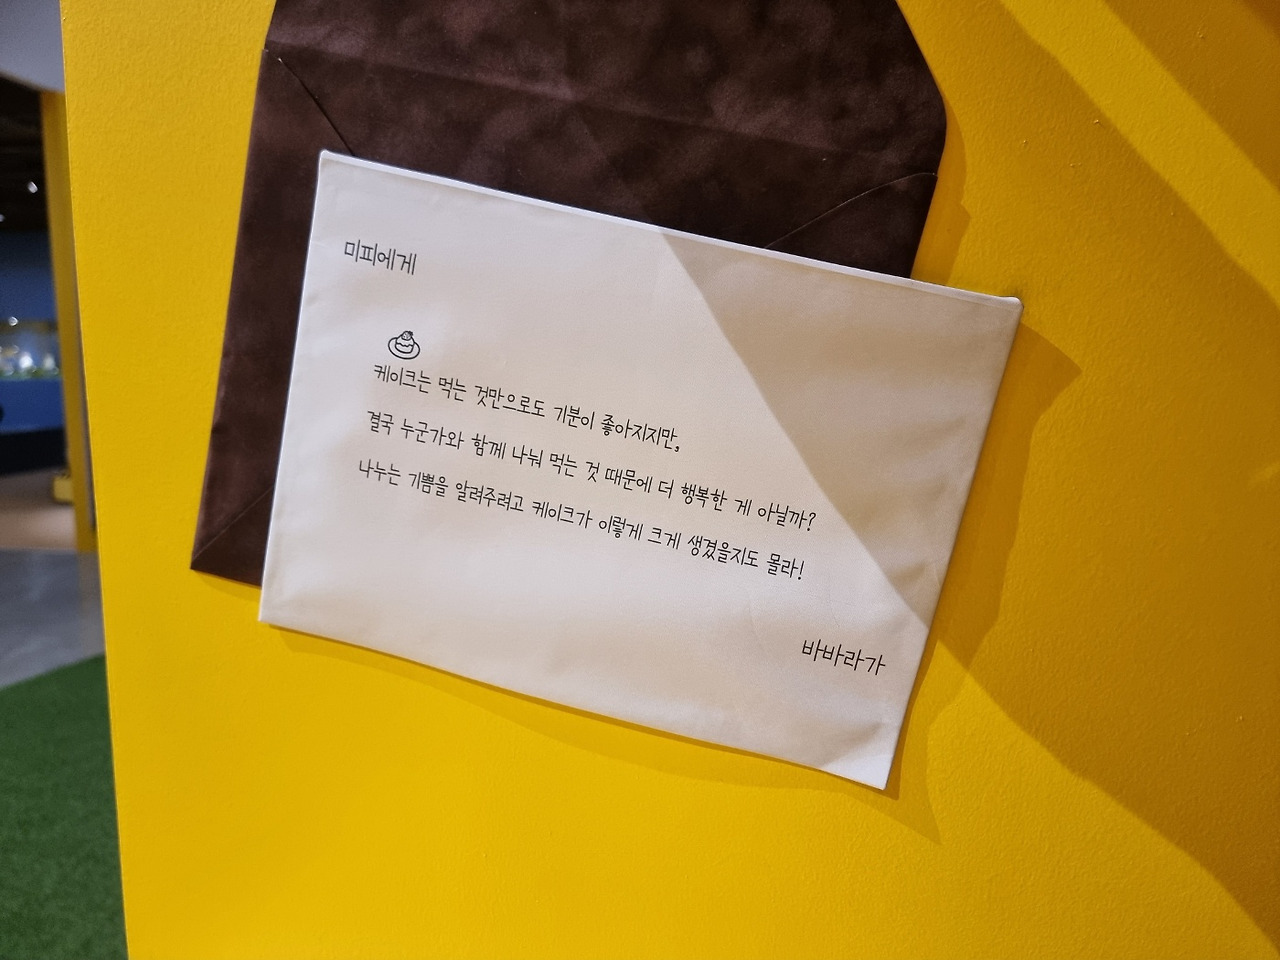 미피에게
케이크는 먹는 것만으로도 기분이 좋아지지만,
결국 누군가와 함께 나눠 먹는 것 때문에 더 행복한 게 아닐까?
나누는 기쁨을 알려주려고 케이크가 이렇게 크게 생겼을지도 몰라!
바바라가